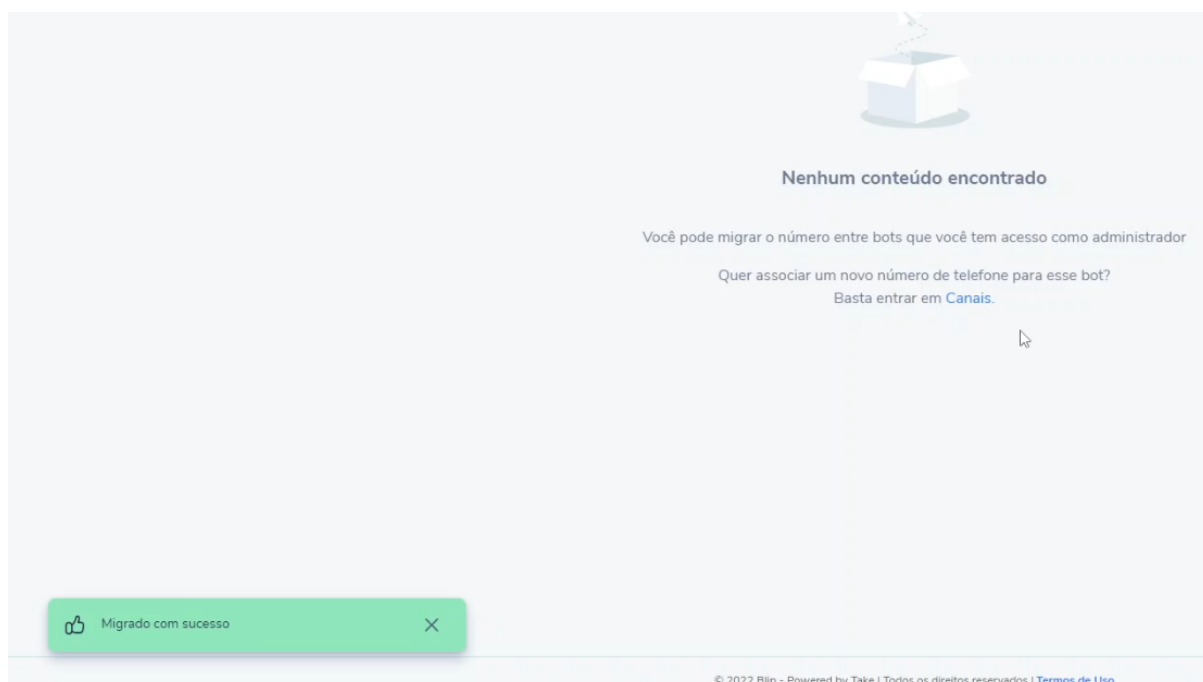 Nenhum conteúdo encontrado
Você pode migrar o número entre bots que você tem acesso como administrador
Quer associar um novo número de telefone para esse bot?
Basta entrar em Canais.
Migrado com sucesso
© 2022 Blip - Powered by Take | Todos os direitos reservados | Termos de Uso